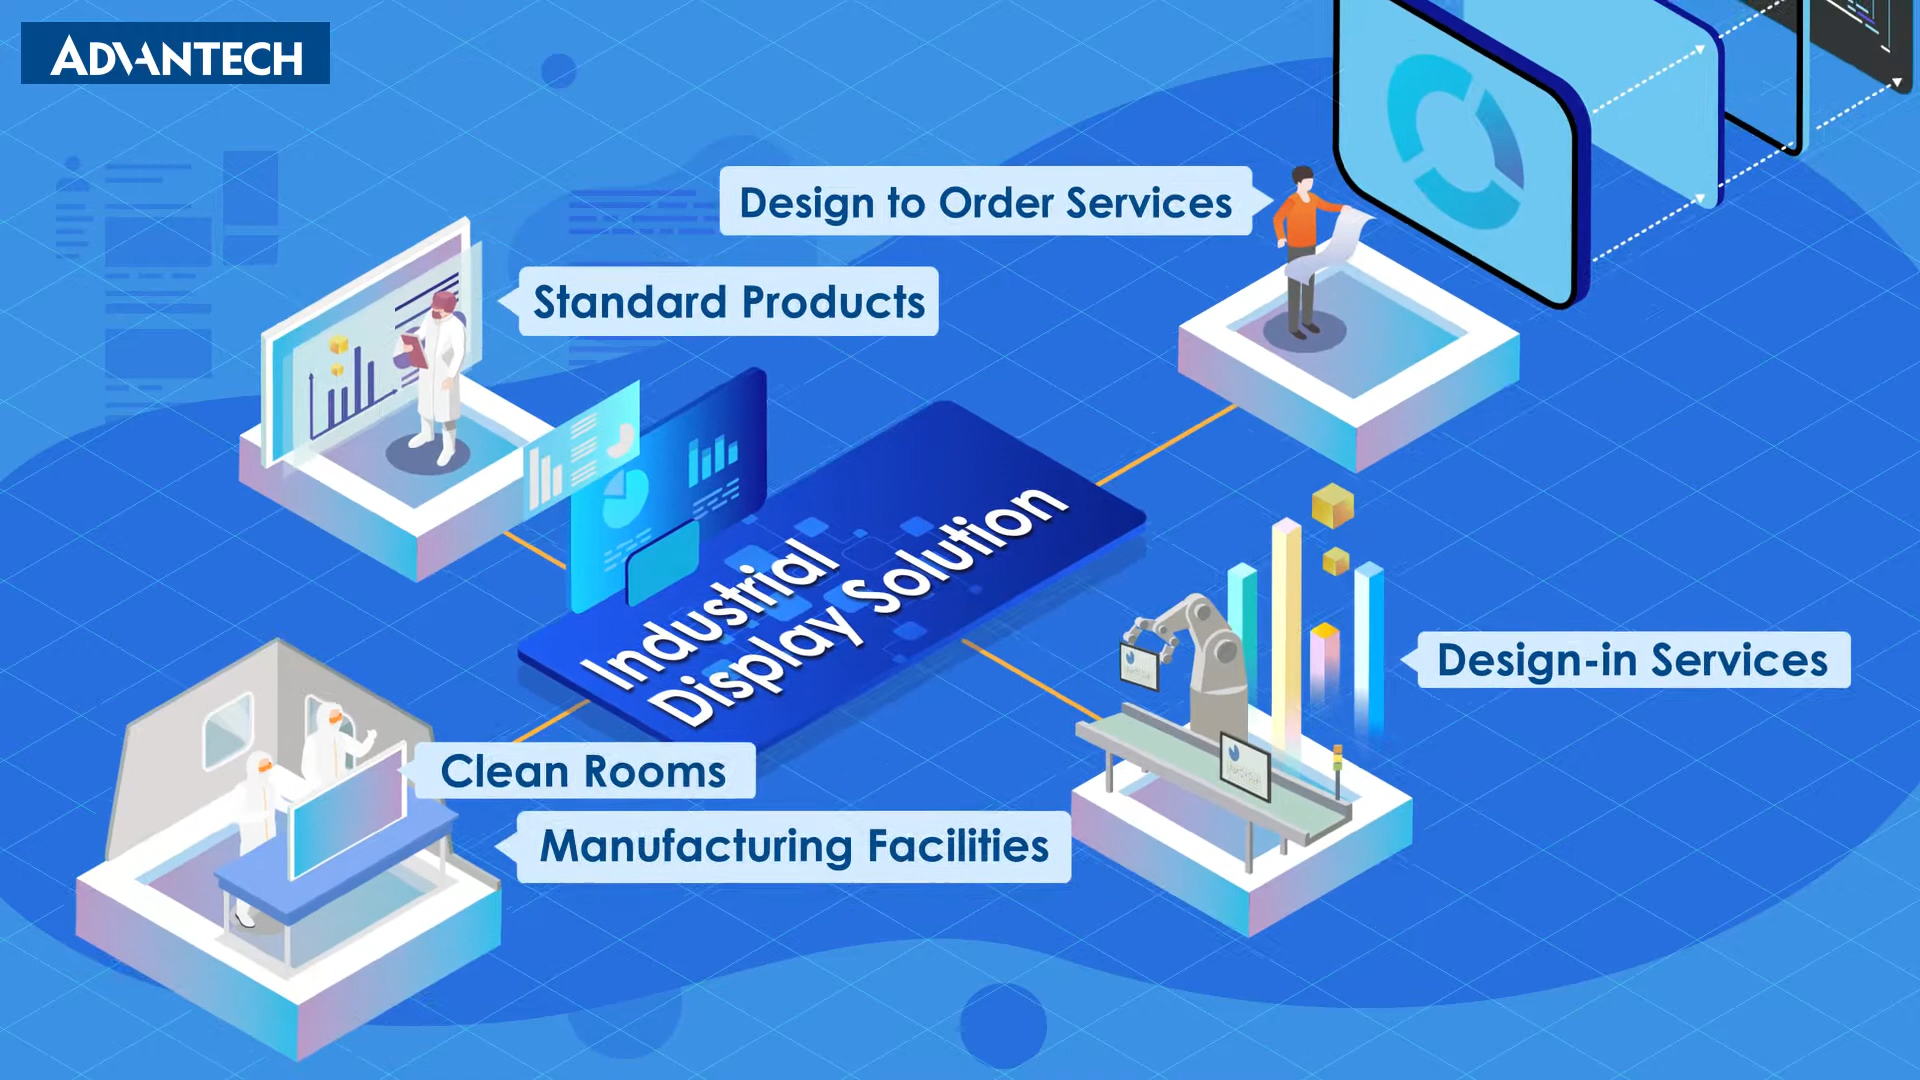 ADVANTECH
Design to Order Services
Standard Products
Industrial
Display Solution
Design-in Services
Clean Rooms
Manufacturing Facilities